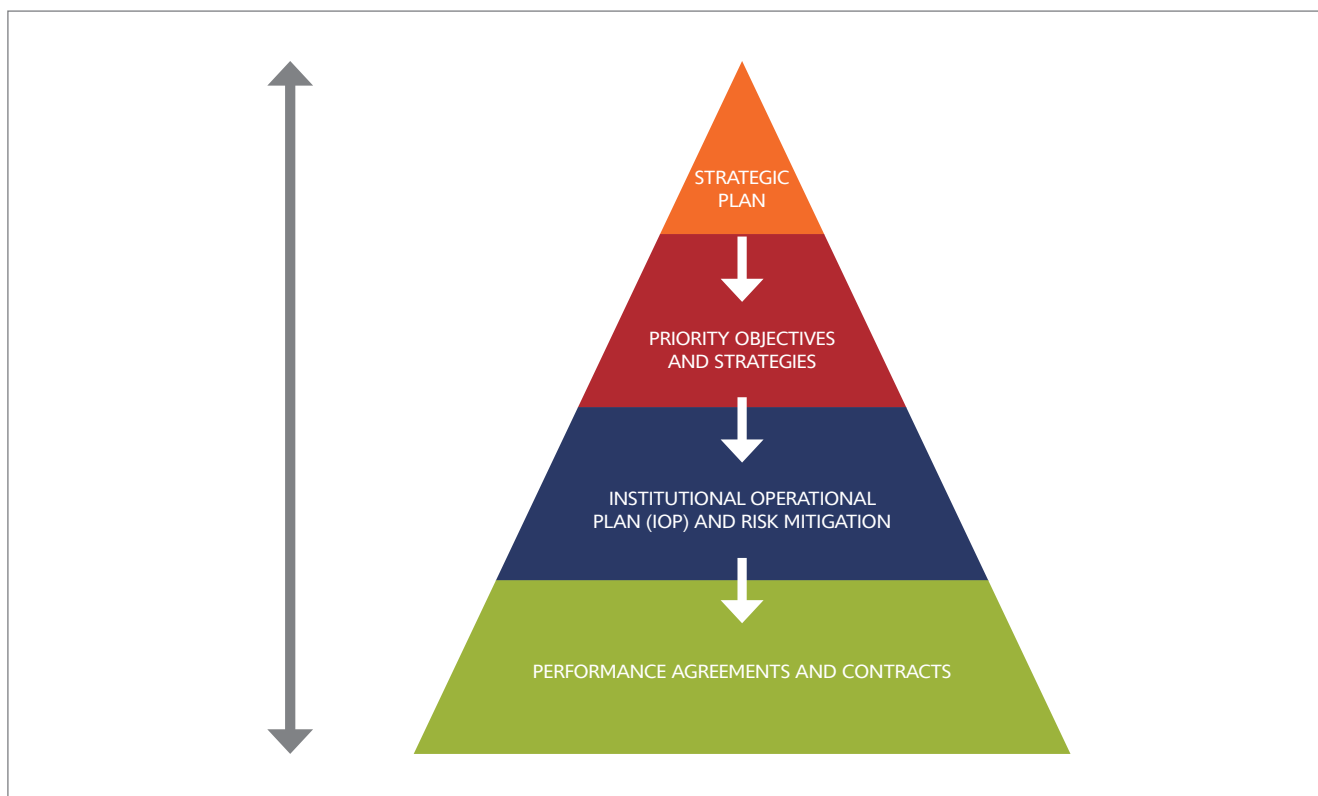 STRATEGIC
PLAN
PRIORITY OBJECTIVES
AND STRATEGIES
INSTITUTIONAL OPERATIONAL
PLAN (IOP) AND RISK MITIGATION
PERFORMANCE AGREEMENTS AND CONTRACTS